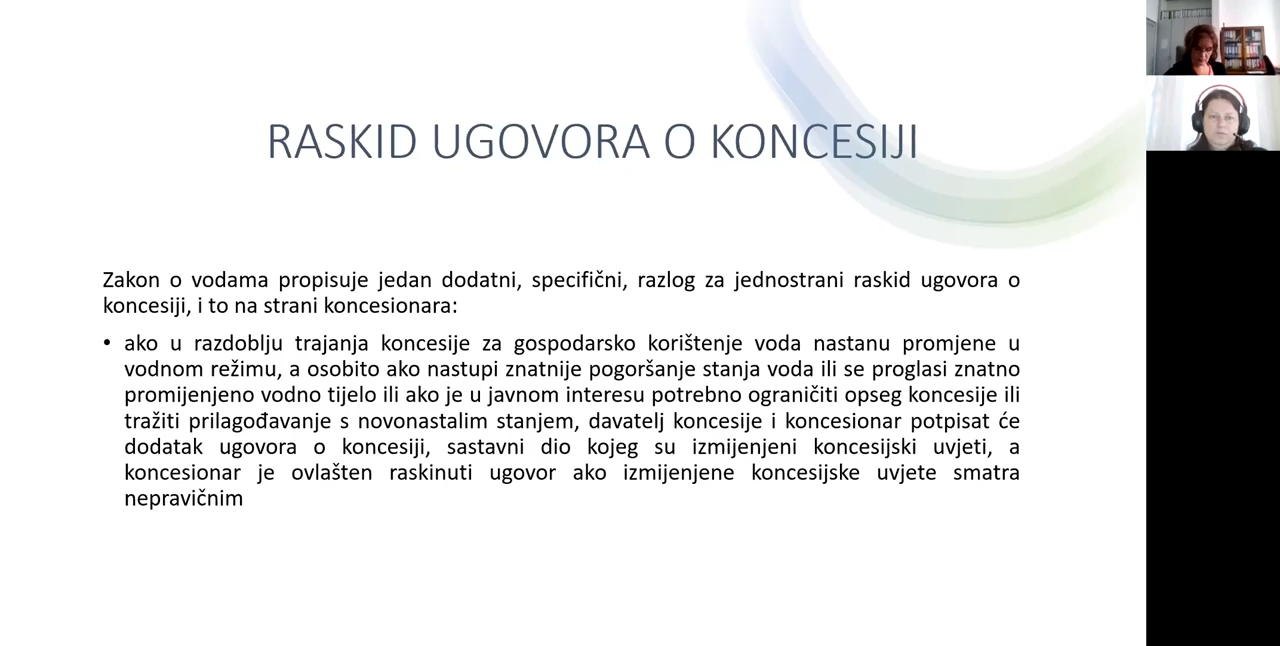 RASKID UGOVORA O KONCESIJI
Zakon o vodama propisuje jedan dodatni, specifični, razlog za jednostrani raskid ugovora o
koncesiji, i to na strani koncesionara:
• ako u razdoblju trajanja koncesije za gospodarsko korištenje voda nastanu promjene u
vodnom režimu, a osobito ako nastupi znatnije pogoršanje stanja voda ili se proglasi znatno
promijenjeno vodno tijelo ili ako je u javnom interesu potrebno ograničiti opseg koncesije ili
tražiti prilagođavanje s novonastalim stanjem, davatelj koncesije i koncesionar potpisat će
dodatak ugovora o koncesiji, sastavni dio kojeg su izmijenjeni koncesijski uvjeti, a
koncesionar je ovlašten raskinuti ugovor ako izmijenjene koncesijske uvjete smatra
nepravičnim